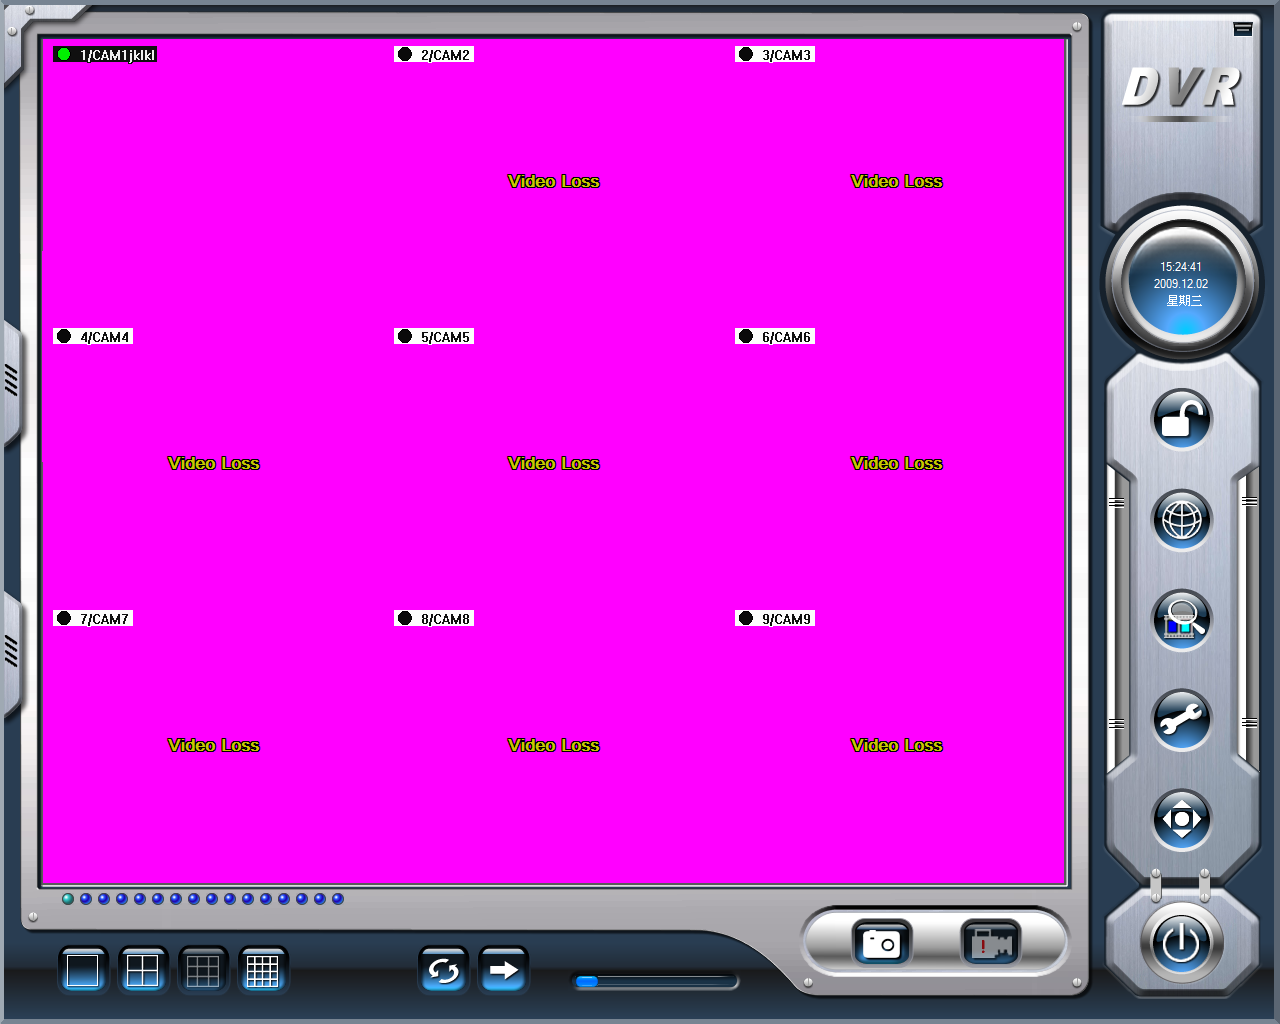 1/CAM1jklkl
2/CAM2
3/CAM3
Video Loss
Video Loss
4/CAM4
5/CAM5
6/CAM6
Video Loss
Video Loss
Video Loss
7/CAM7
8/CAM8
9/CAM9
Video Loss
Video Loss
Video Loss
DVR
15:24:41
2009.12.02
星期三